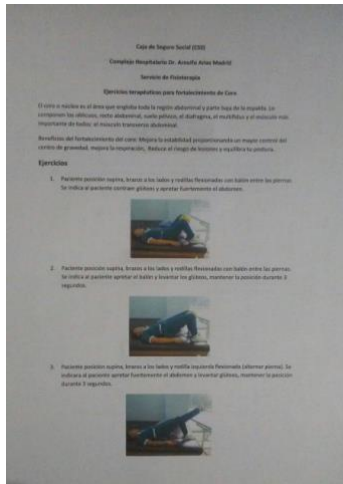 Caja de Seguro Social (CSS)
Complejo Hospitalario Dr. Arnulfo Arias Madrid
Servicio de Fisioterapia
Ejercicios terapéuticos para fortalecimiento de Core
El core o núcleo es el área que engloba toda la región abdominal y parte baja de la espalda. Lo
componen los oblicuos, recto abdominal, suelo pélvico, el diafragma, el multífidus y el músculo más
importante de todos: el músculo transverso abdominal.
Beneficios del fortalecimiento del core: Mejora la estabilidad proporcionando un mayor control del
centro de gravedad, mejora la respiración, Reduce el riesgo de lesiones y equilibra la postura.
Ejercicios
1. Paciente posición supina, brazos a los lados y rodillas flexionadas con balón entre las piernas.
Se indica al paciente contraer glúteos y apretar fuertemente el abdomen.
2. Paciente posición supina, brazos a los lados y rodillas flexionadas con balón entre las piernas.
Se indica al paciente apretar el balón y levantar los glúteos, mantener la posición durante 3
segundos.
3. Paciente posición supina, brazos a los lados y rodilla izquierda flexionada (alternar pierna). Se
indicara al paciente apretar fuertemente el abdomen y levantar glúteos, mantener la posición
durante 3 segundos.